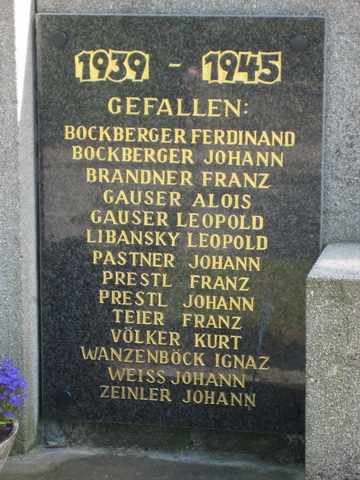 1939 - 1945
GEFALLEN:
BOCKBERGER FERDINAND
BOCKBERGER JOHANN
BRANDNER FRANZ
GAUSER ALOIS
GAUSER LEOPOLD
LIBANSKY LEOPOLD
PASTNER JOHANN
PRESTL FRANZ
PRESTL JOHANN
TEIER FRANZ
VÖLKER KURT
WANZENBÖCK IGNAZ
WEISS JOHANN
ZEINLER JOHANN